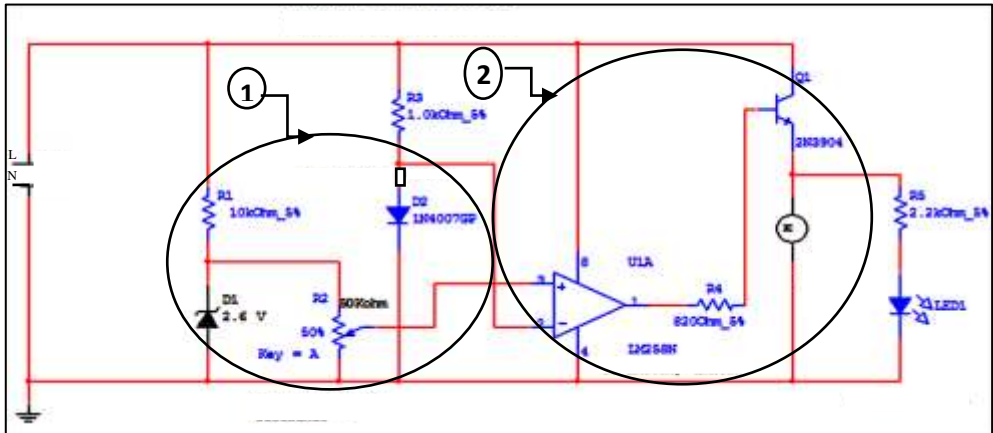 1
2
Q1
R3
1.0kOhm_5%
2N3904
L
N
R1
10kOhm_5%
D2
1N4007GP
R5
2.2kOhm_5%
8
U1A
D1
2.6 V
R2
50Kohm
3
+
1
R4
820Ohm_5%
LED1
50%
2
−
Key = A
4
LM258N